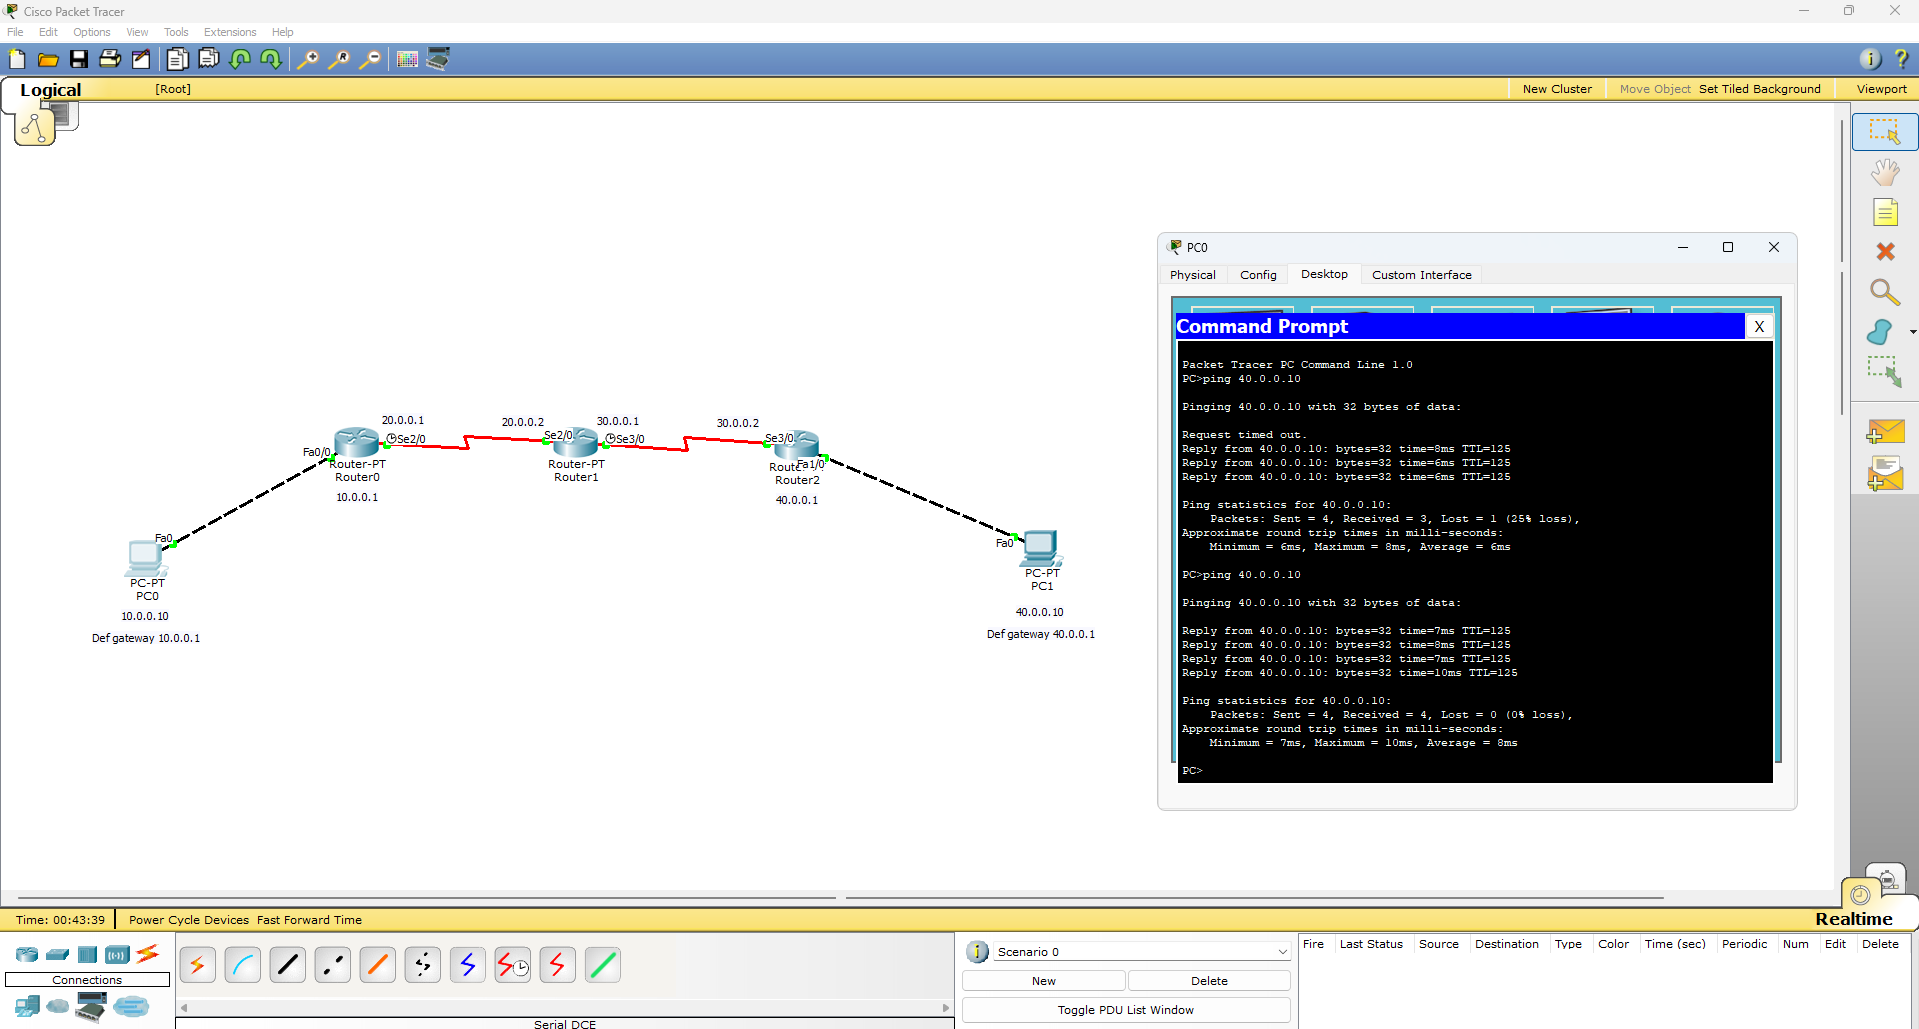 Cisco Packet Tracer
File Edit Options View Tools Extensions Help
Logical [Root] New Cluster Move Object Set Tiled Background Viewport
20.0.0.1
Se2/0
Fa0/0
Router-PT
Router0
10.0.0.1
20.0.0.2
Se2/0
30.0.0.1
Se3/0
Router-PT
Router1
30.0.0.2
Se3/0
Fa1/0
Router2
40.0.0.1
Fa0
PC-PT
PC0
10.0.0.10
Def gateway 10.0.0.1
Fa0
PC-PT
PC1
40.0.0.10
Def gateway 40.0.0.1
PC0
Physical Config Desktop Custom Interface
Command Prompt X
Packet Tracer PC Command Line 1.0
PC>ping 40.0.0.10
Pinging 40.0.0.10 with 32 bytes of data:
Request timed out.
Reply from 40.0.0.10: bytes=32 time=8ms TTL=125
Reply from 40.0.0.10: bytes=32 time=6ms TTL=125
Reply from 40.0.0.10: bytes=32 time=6ms TTL=125
Ping statistics for 40.0.0.10:
Packets: Sent = 4, Received = 3, Lost = 1 (25% loss),
Approximate round trip times in milli-seconds:
Minimum = 6ms, Maximum = 8ms, Average = 6ms
PC>ping 40.0.0.10
Pinging 40.0.0.10 with 32 bytes of data:
Reply from 40.0.0.10: bytes=32 time=7ms TTL=125
Reply from 40.0.0.10: bytes=32 time=8ms TTL=125
Reply from 40.0.0.10: bytes=32 time=7ms TTL=125
Reply from 40.0.0.10: bytes=32 time=10ms TTL=125
Ping statistics for 40.0.0.10:
Packets: Sent = 4, Received = 4, Lost = 0 (0% loss),
Approximate round trip times in milli-seconds:
Minimum = 7ms, Maximum = 10ms, Average = 8ms
PC>
Time: 00:43:39 Power Cycle Devices Fast Forward Time Realtime
Connections
Serial DCE
Scenario 0
New Delete
Toggle PDU List Window
Fire Last Status Source Destination Type Color Time (sec) Periodic Num Edit Delete